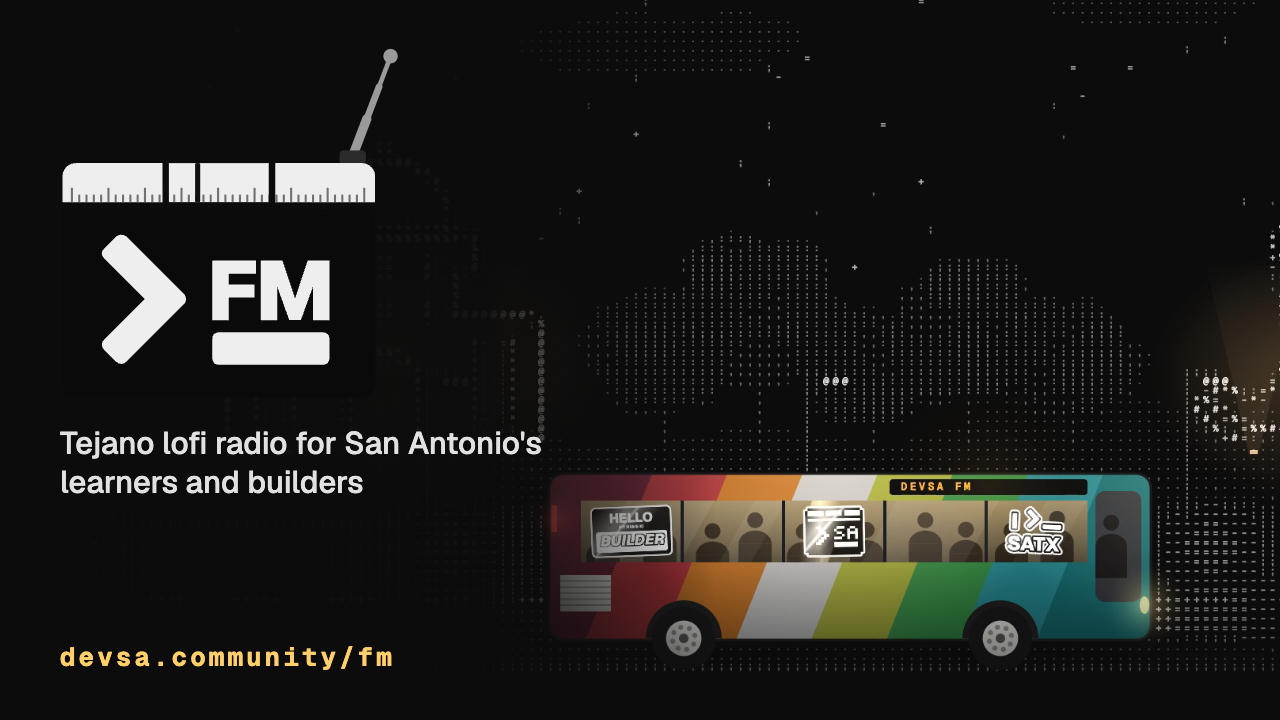 FM
Tejano lofi radio for San Antonio's
learners and builders
devsa.community/fm
DEVSA FM
HELLO
BUILDER
SA
SATX